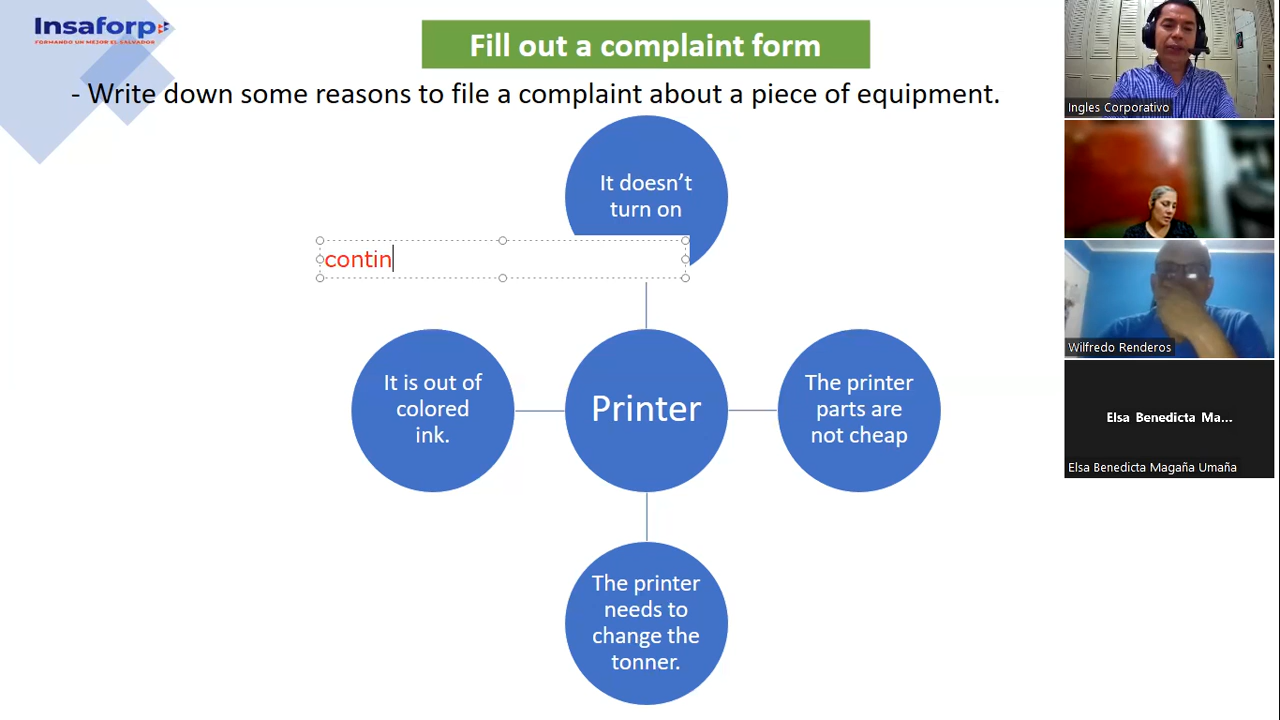 Insaforp
FORMANDO UN MEJOR EL SALVADOR
Fill out a complaint form
- Write down some reasons to file a complaint about a piece of equipment.
It doesn't
turn on
contin
It is out of
colored
ink.
Printer
The printer
parts are
not cheap
The printer
needs to
change the
tonner.
Ingles Corporativo
Wilfredo Renderos
Elsa Benedicta Ma...
Elsa Benedicta Magaña Umaña